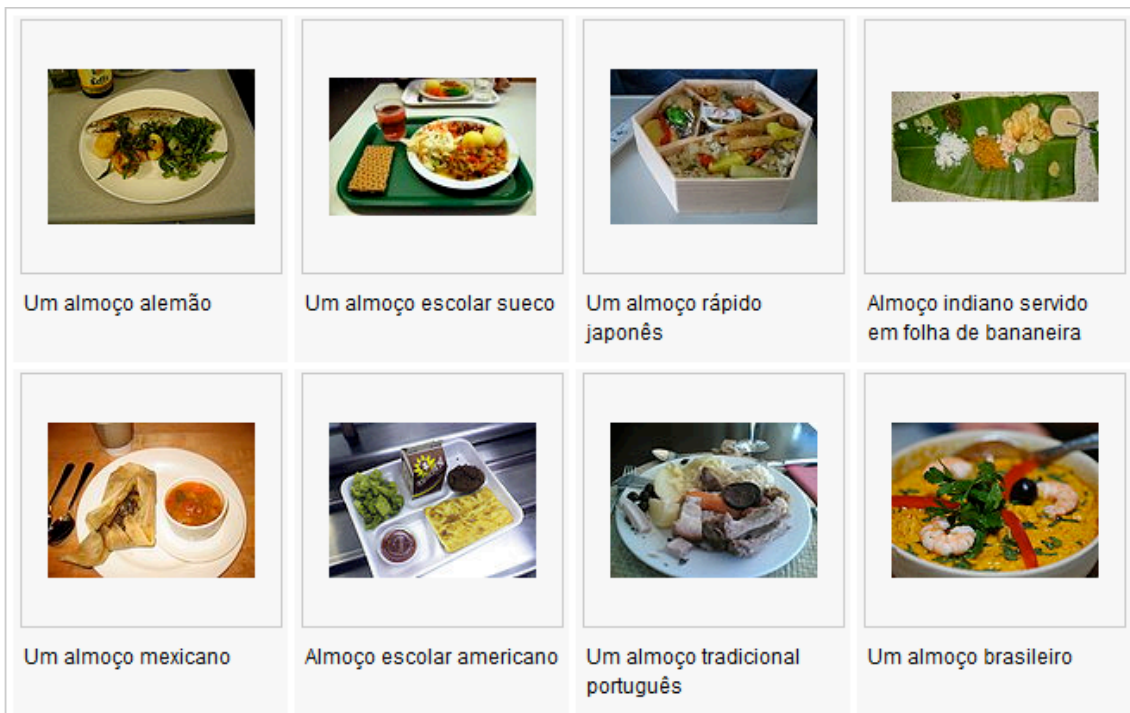 Um almoço alemão
Um almoço escolar sueco
Um almoço rápido
japonês
Almoço indiano servido
em folha de bananeira
Um almoço mexicano
Almoço escolar americano
Um almoço tradicional
português
Um almoço brasileiro